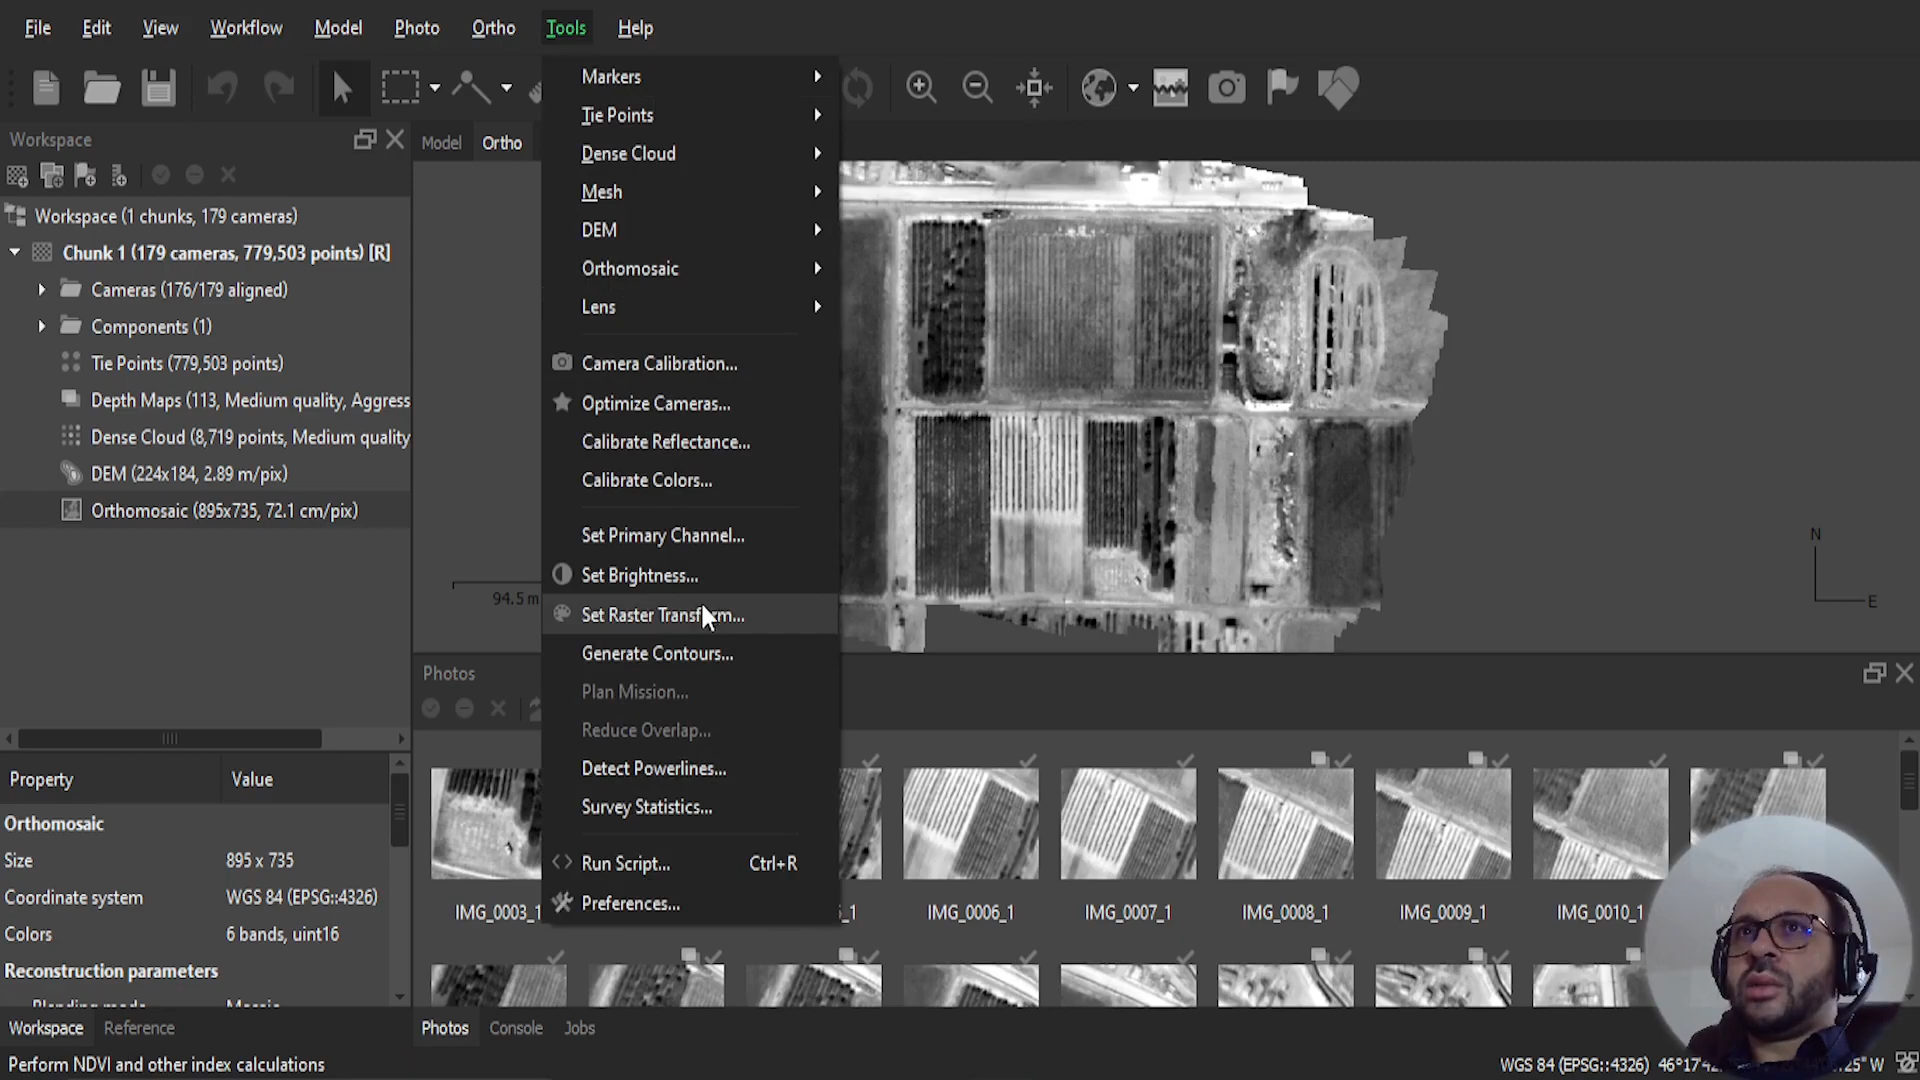 File Edit View Workflow Model Photo Ortho Tools Help
Workspace
Workspace (1 chunks, 179 cameras)
Chunk 1 (179 cameras, 779,503 points) [R]
Cameras (176/179 aligned)
Components (1)
Tie Points (779,503 points)
Depth Maps (113, Medium quality, Aggress
Dense Cloud (8,719 points, Medium quality
DEM (224x184, 2.89 m/pix)
Orthomosaic (895x735, 72.1 cm/pix)
Property Value
Orthomosaic
Size 895 x 735
Coordinate system WGS 84 (EPSG::4326)
Colors 6 bands, uint16
Reconstruction parameters
Blending mode Mosaic
Workspace Reference
Model Ortho
Markers
Tie Points
Dense Cloud
Mesh
DEM
Orthomosaic
Lens
Camera Calibration...
Optimize Cameras...
Calibrate Reflectance...
Calibrate Colors...
Set Primary Channel...
Set Brightness...
Set Raster Transform...
Generate Contours...
Plan Mission...
Reduce Overlap...
Detect Powerlines...
Survey Statistics...
Run Script... Ctrl+R
Preferences...
94.5 m
N
E
Photos
IMG_0003_1 IMG_0006_1 IMG_0007_1 IMG_0008_1 IMG_0009_1 IMG_0010_1
Photos Console Jobs
Perform NDVI and other index calculations
WGS 84 (EPSG::4326)